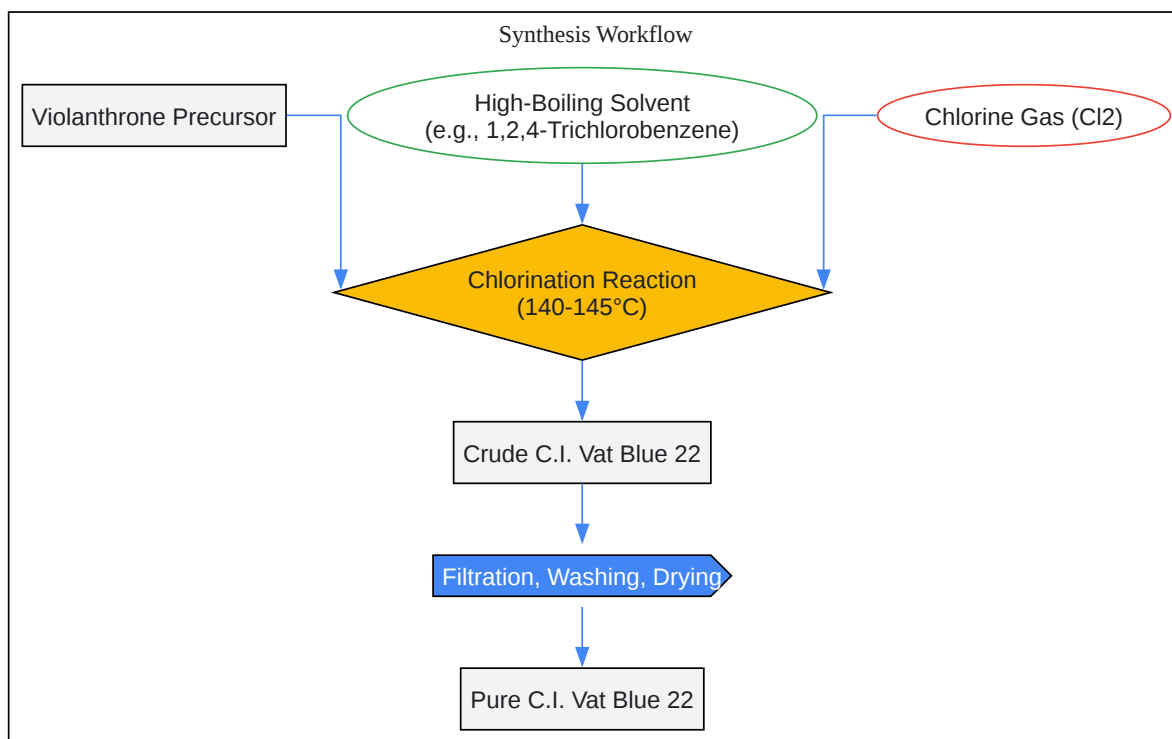 Synthesis Workflow
Violanthrone Precursor
High-Boiling Solvent
(e.g., 1,2,4-Trichlorobenzene)
Chlorine Gas (Cl2)
Chlorination Reaction
(140-145°C)
Crude C.I. Vat Blue 22
Filtration, Washing, Drying
Pure C.I. Vat Blue 22